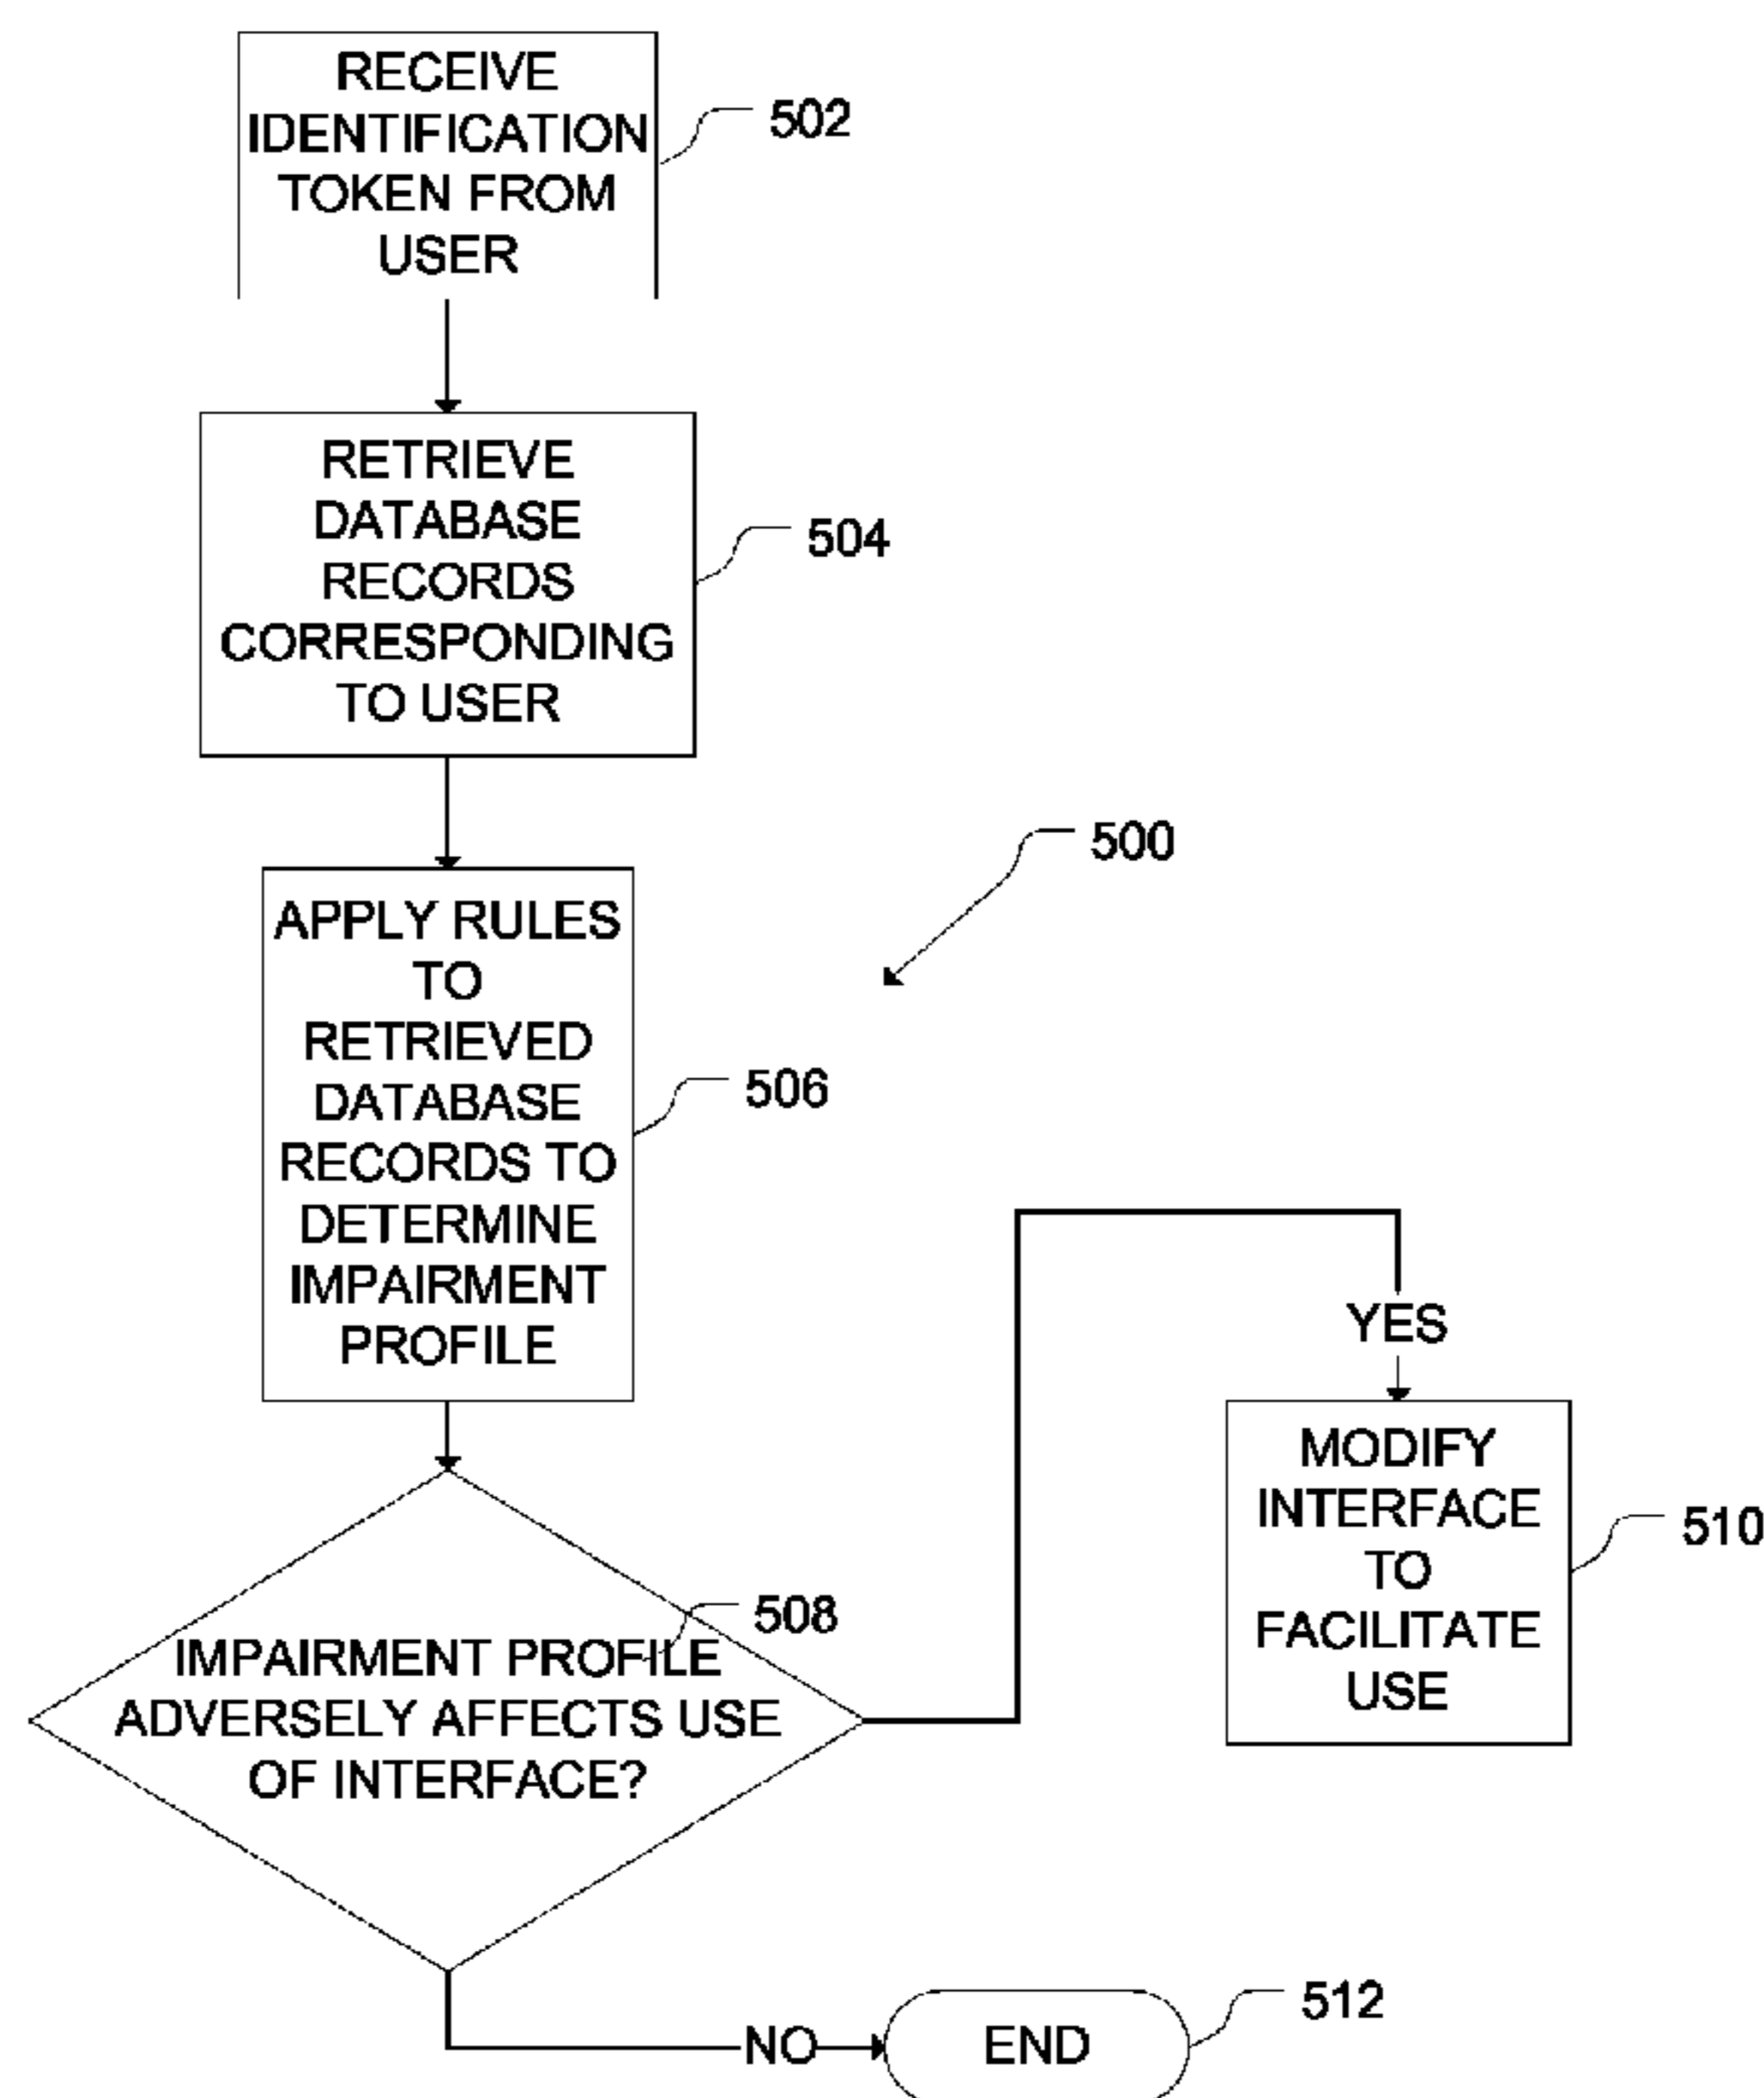 RECEIVE
IDENTIFICATION
TOKEN FROM
USER
502
RETRIEVE
DATABASE
RECORDS
CORRESPONDING
TO USER
504
500
APPLY RULES
TO
RETRIEVED
DATABASE
RECORDS TO
DETERMINE
IMPAIRMENT
PROFILE
506
YES
MODIFY
INTERFACE
TO
FACILITATE
USE
510
508
IMPAIRMENT PROFILE
ADVERSELY AFFECTS USE
OF INTERFACE?
NO
END
512